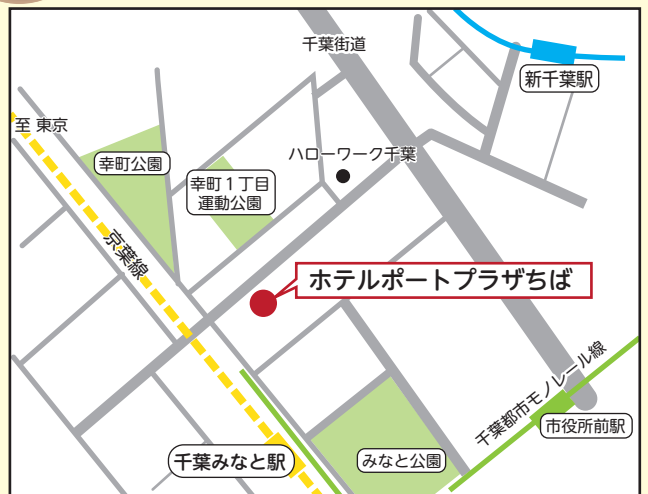 千葉街道
新千葉駅
至 東京
幸町公園
ハローワーク千葉
幸町1丁目
運動公園
京葉線
ホテルポートプラザちば
千葉都市モノレール線
市役所前駅
千葉みなと駅
みなと公園